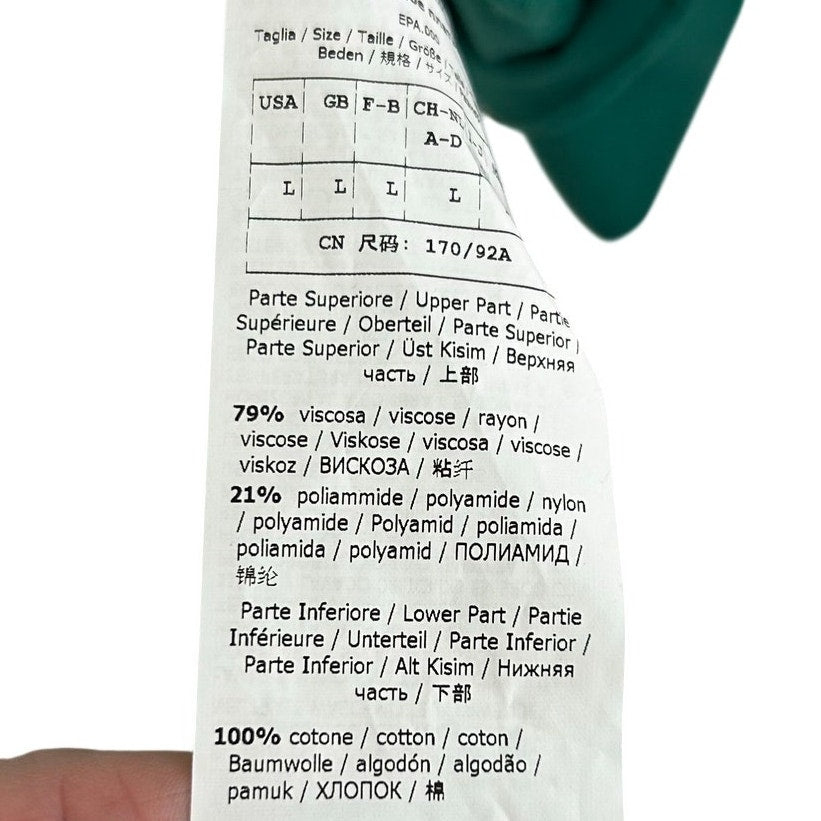 EPA.000
Taglia / Size / Taille / Größe /
Beden / 規格 / サイズ /
USA GB F-B CH-NL
A-D
L L L L
CN 尺码: 170/92A
Parte Superiore / Upper Part / Partie
Supérieure / Oberteil / Parte Superior /
Parte Superior / Üst Kisim / Верхняя
часть / 上部
79% viscosa / viscose / rayon /
viscose / Viskose / viscosa / viscose /
viskoz / ВИСКОЗА / 粘纤
21% poliammide / polyamide / nylon
/ polyamide / Polyamid / poliamida /
poliamida / polyamid / ПОЛИАМИД /
锦纶
Parte Inferiore / Lower Part / Partie
Inférieure / Unterteil / Parte Inferior /
Parte Inferior / Alt Kisim / Нижняя
часть / 下部
100% cotone / cotton / coton /
Baumwolle / algodón / algodão /
pamuk / ХЛОПОК / 棉